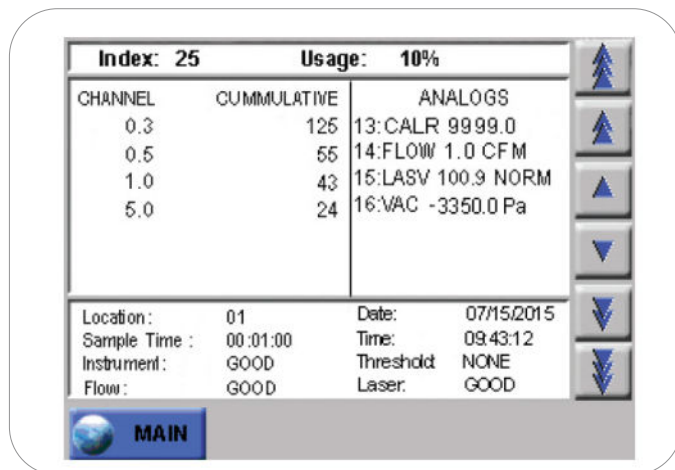 Index: 25 Usage: 10%
CHANNEL CUMMULATIVE ANALOGS
0.3 125 13:CALR 9999.0
0.5 55 14:FLOW 1.0 CFM
1.0 43 15:LASV 100.9 NORM
5.0 24 16:VAC -3350.0 Pa
Location: 01 Date: 07/15/2015
Sample Time : 00:01:00 Time: 09:43:12
Instrument: GOOD Threshold: NONE
Flow: GOOD Laser: GOOD
MAIN